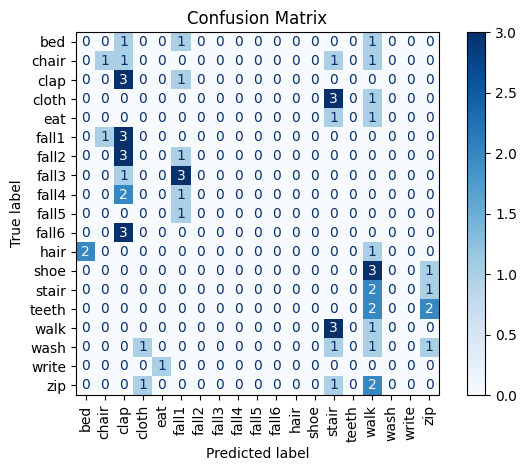 Confusion Matrix
True label
bed 0 0 1 0 0 1 0 0 0 0 0 0 0 0 0 1 0 0 0
chair 0 1 1 0 0 0 0 0 0 0 0 0 0 1 0 1 0 0 0
clap 0 0 3 0 0 1 0 0 0 0 0 0 0 0 0 0 0 0 0
cloth 0 0 0 0 0 0 0 0 0 0 0 0 0 3 0 1 0 0 0
eat 0 0 0 0 0 0 0 0 0 0 0 0 0 1 0 1 0 0 0
fall1 0 1 3 0 0 0 0 0 0 0 0 0 0 0 0 0 0 0 0
fall2 0 0 3 0 0 1 0 0 0 0 0 0 0 0 0 0 0 0 0
fall3 0 0 1 0 0 3 0 0 0 0 0 0 0 0 0 0 0 0 0
fall4 0 0 2 0 0 1 0 0 0 0 0 0 0 0 0 0 0 0 0
fall5 0 0 0 0 0 1 0 0 0 0 0 0 0 0 0 0 0 0 0
fall6 0 0 3 0 0 0 0 0 0 0 0 0 0 0 0 0 0 0 0
hair 2 0 0 0 0 0 0 0 0 0 0 0 0 0 0 1 0 0 0
shoe 0 0 0 0 0 0 0 0 0 0 0 0 0 0 0 3 0 0 1
stair 0 0 0 0 0 0 0 0 0 0 0 0 0 0 0 2 0 0 1
teeth 0 0 0 0 0 0 0 0 0 0 0 0 0 0 0 2 0 0 2
walk 0 0 0 0 0 0 0 0 0 0 0 0 0 3 0 1 0 0 0
wash 0 0 0 1 0 0 0 0 0 0 0 0 0 1 0 1 0 0 1
write 0 0 0 0 1 0 0 0 0 0 0 0 0 0 0 0 0 0 0
zip 0 0 0 1 0 0 0 0 0 0 0 0 0 1 0 2 0 0 0
bed chair clap cloth eat fall1 fall2 fall3 fall4 fall5 fall6 hair shoe stair teeth walk wash write zip
Predicted label
3.0
2.5
2.0
1.5
1.0
0.5
0.0